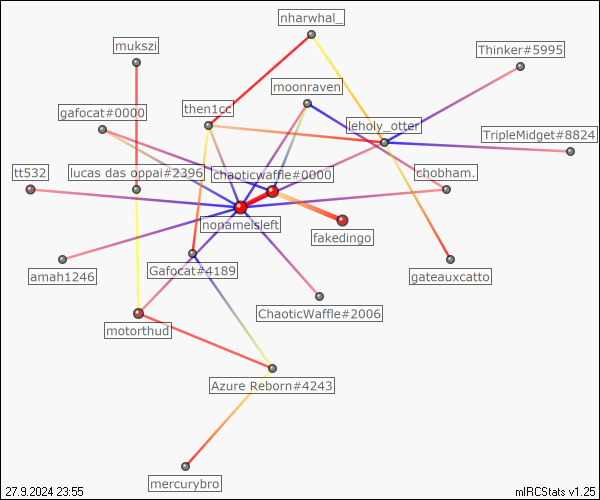 nharwhal_
mukszi
Thinker#5995
moonraven
gafocat#0000
then1cc
leholy_otter
TripleMidget#8824
tt532
lucas das oppai#2396
chaoticwaffle#0000
chobham.
nonameisleft
fakedingo
amah1246
Gafocat#4189
gateauxcatto
ChaoticWaffle#2006
motorthud
Azure Reborn#4243
mercurybro
27.9.2024 23:55
mIRCStats v1.25